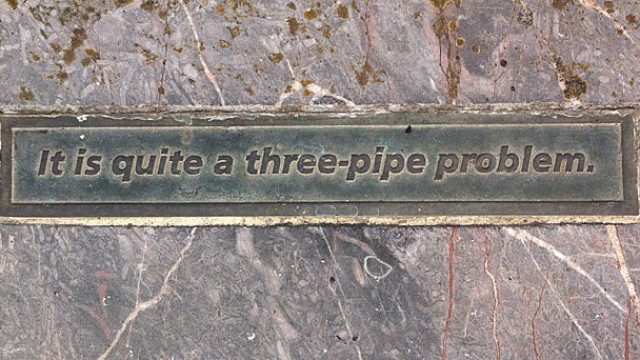 It is quite a three-pipe problem.